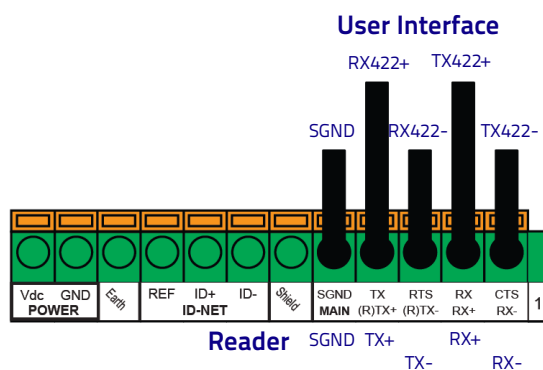 User Interface
RX422+ TX422+
SGND RX422- TX422-
Vdc GND Earth REF ID+ ID- Shield SGND TX RTS RX CTS 1
POWER ID-NET MAIN (R)TX+ (R)TX- RX+ RX-
Reader SGND TX+ RX+
TX- RX-